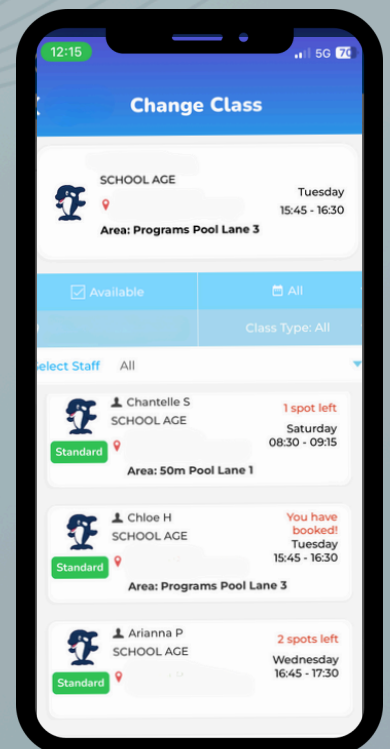 12:15 5G 70
Change Class
SCHOOL AGE
Tuesday
15:45 - 16:30
Area: Programs Pool Lane 3
Available All
Class Type: All
Select Staff All
Chantelle S
SCHOOL AGE
1 spot left
Saturday
08:30 - 09:15
Standard
Area: 50m Pool Lane 1
Chloe H
SCHOOL AGE
You have
booked!
Tuesday
15:45 - 16:30
Standard
Area: Programs Pool Lane 3
Arianna P
SCHOOL AGE
2 spots left
Wednesday
16:45 - 17:30
Standard